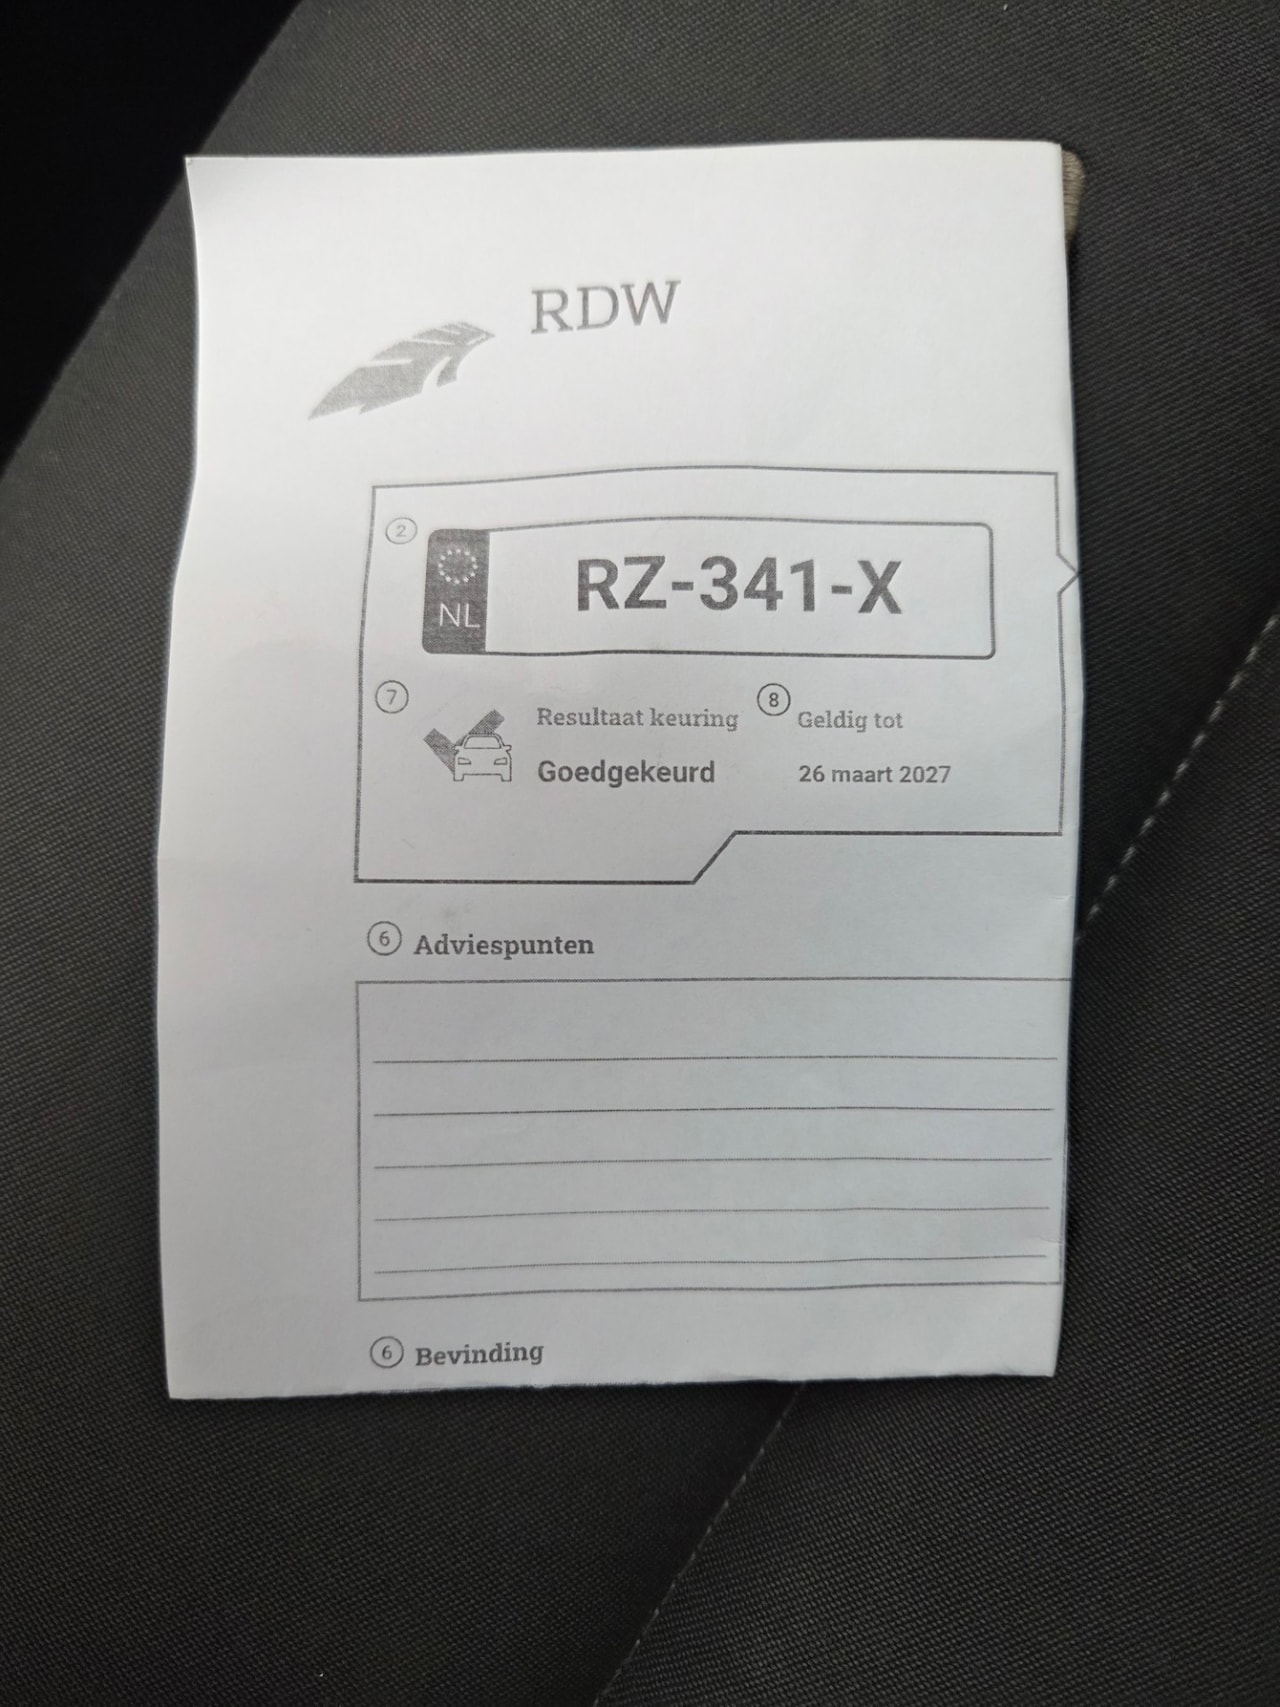 RDW
2
NL
RZ-341-X
7
Resultaat keuring
8
Geldig tot
Goedgekeurd
26 maart 2027
6 Adviespunten
6 Bevinding